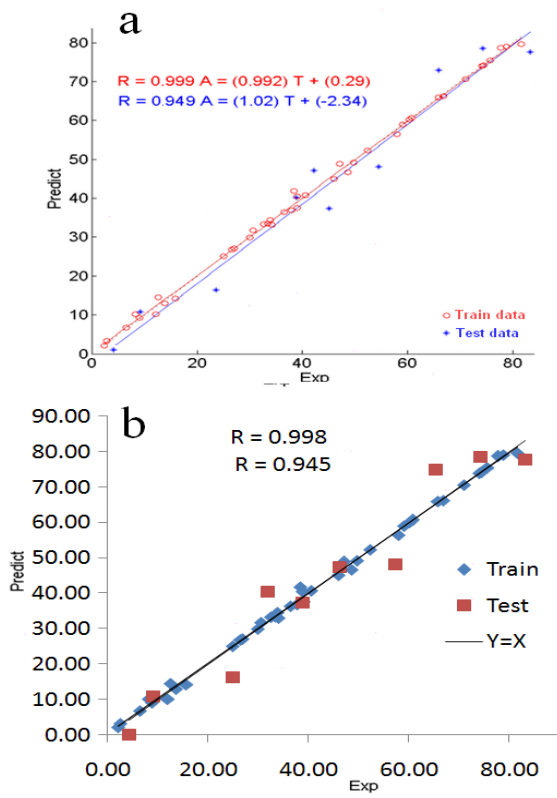 a
R = 0.999 A = (0.992) T + (0.29)
R = 0.949 A = (1.02) T + (-2.34)
80
70
60
50
40
30
20
10
0
Predict
Train data
Test data
0
20
40
60
80
Exp
b
R = 0.998
R = 0.945
90.00
80.00
70.00
60.00
50.00
40.00
30.00
20.00
10.00
0.00
Predict
Train
Test
Y=X
0.00
20.00
40.00
60.00
80.00
Exp